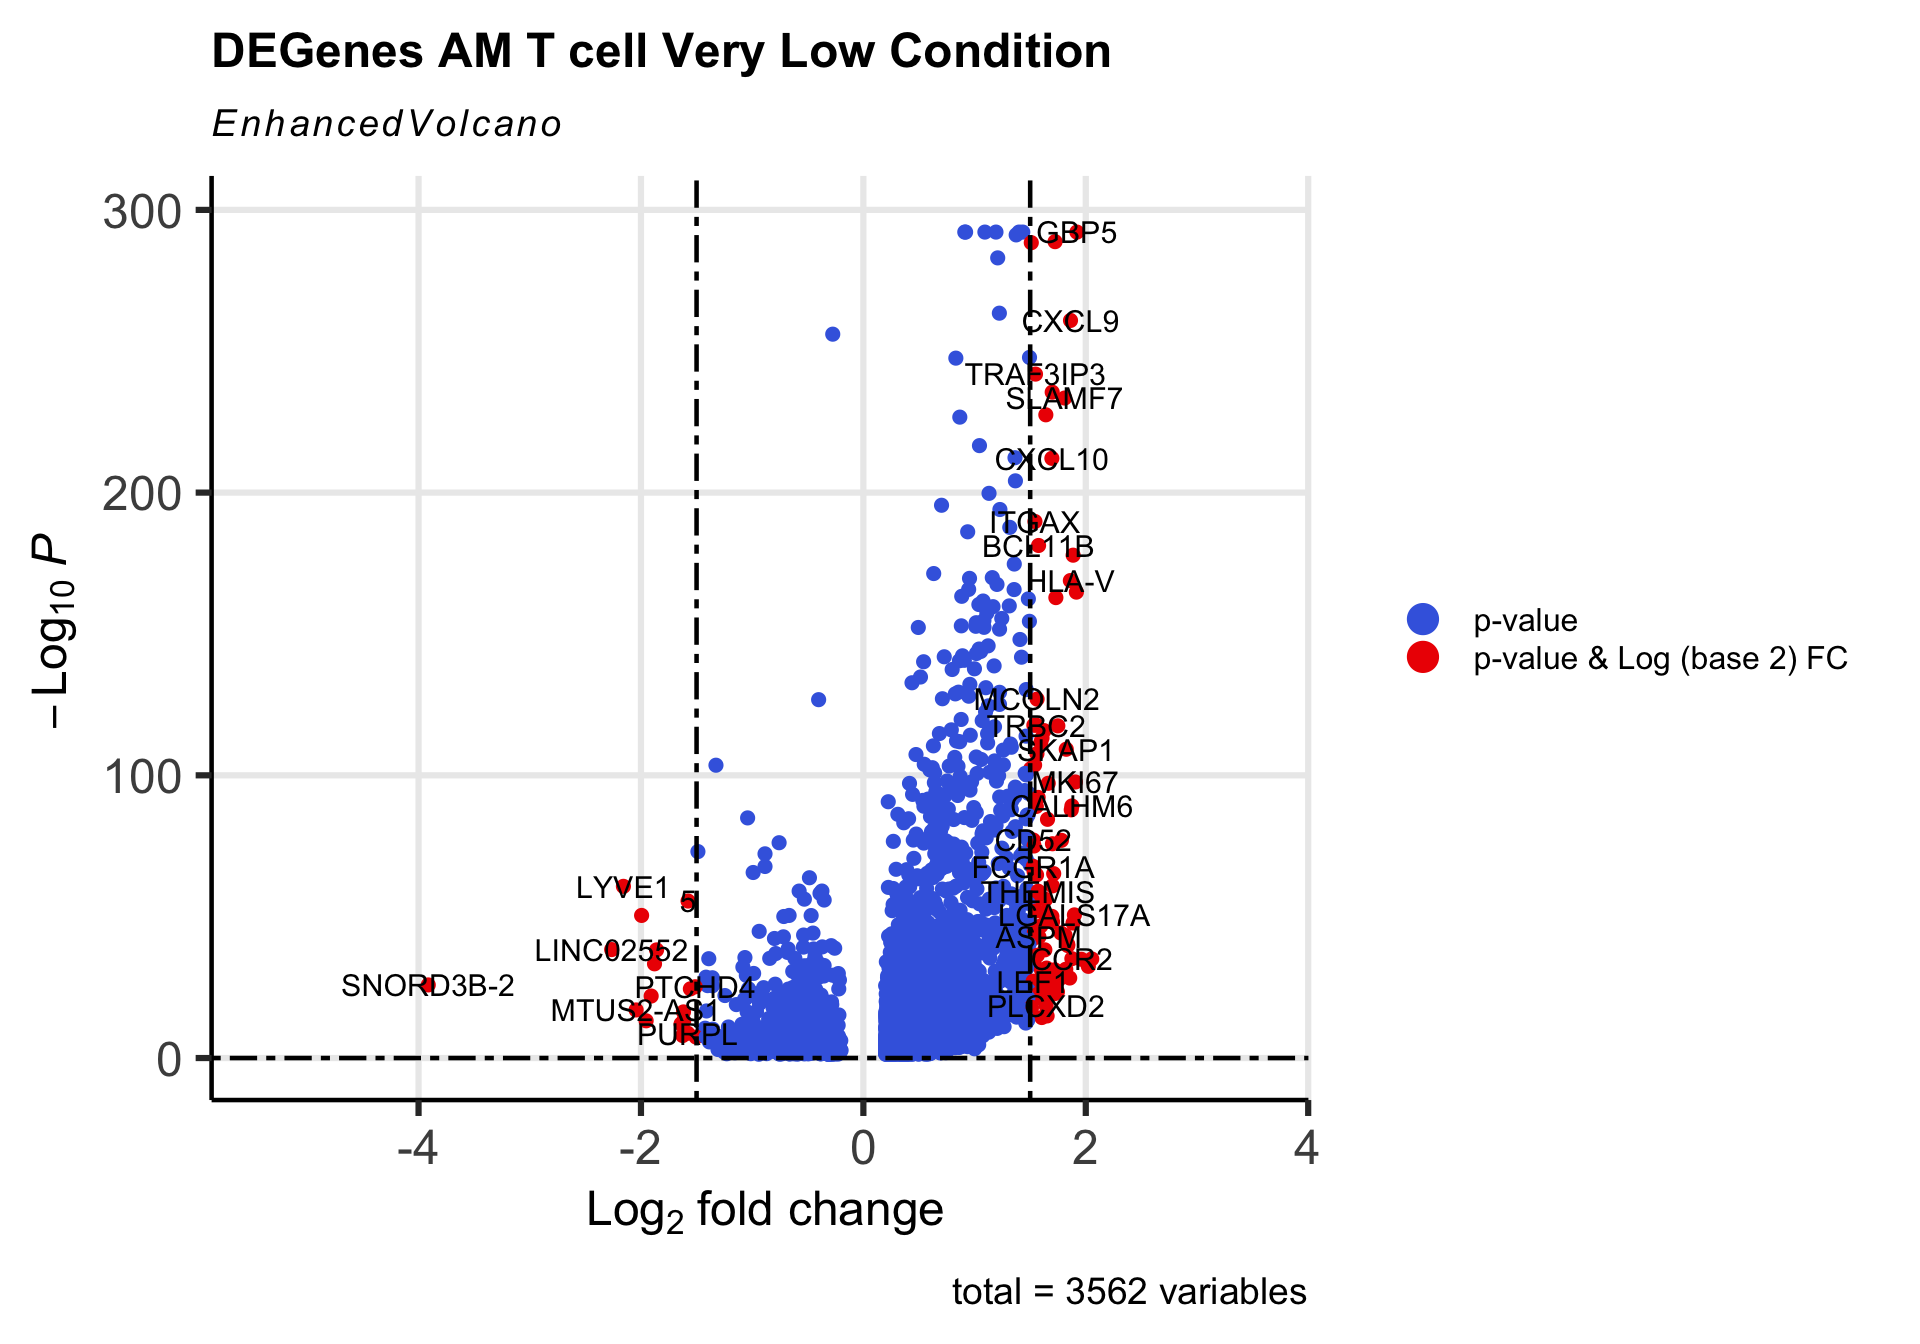 DEGenes AM T cell Very Low Condition
EnhancedVolcano
300
200
100
0
−Log10 P
GBP5
CXCL9
TRAF3IP3
SLAMF7
CXCL10
ITGAX
BCL11B
HLA-V
MCOLN2
TRBC2
SKAP1
MKI67
CALHM6
CD52
FCGR1A
LYVE1
5
THEMIS
LGALS17A
ASPM
LINC02552
CCR2
SNORD3B-2
PTCHD4
LEF1
MTUS2-AS1
PLCXD2
PURPL
-4 -2 0 2 4
Log2 fold change
p-value
p-value & Log (base 2) FC
total = 3562 variables